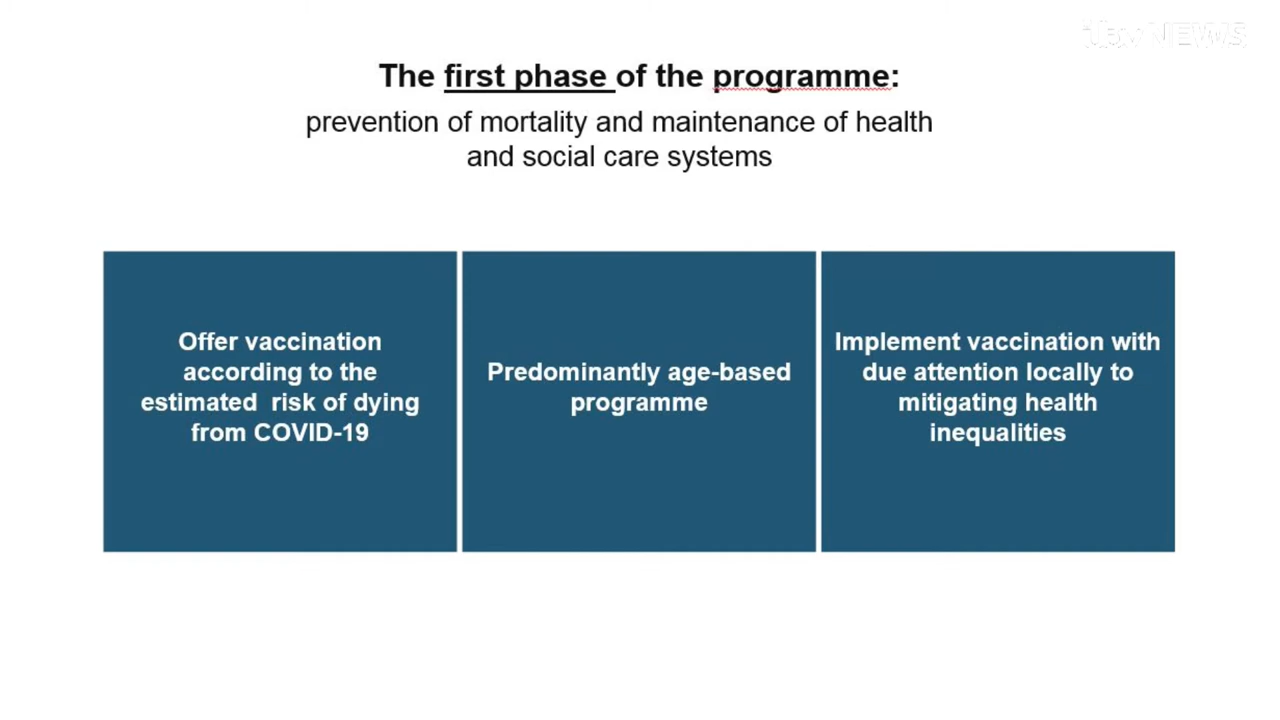 itv NEWS
The first phase of the programme:
prevention of mortality and maintenance of health
and social care systems
Offer vaccination
according to the
estimated  risk of dying
from COVID-19
Predominantly age-based
programme
Implement vaccination with
due attention locally to
mitigating health
inequalities